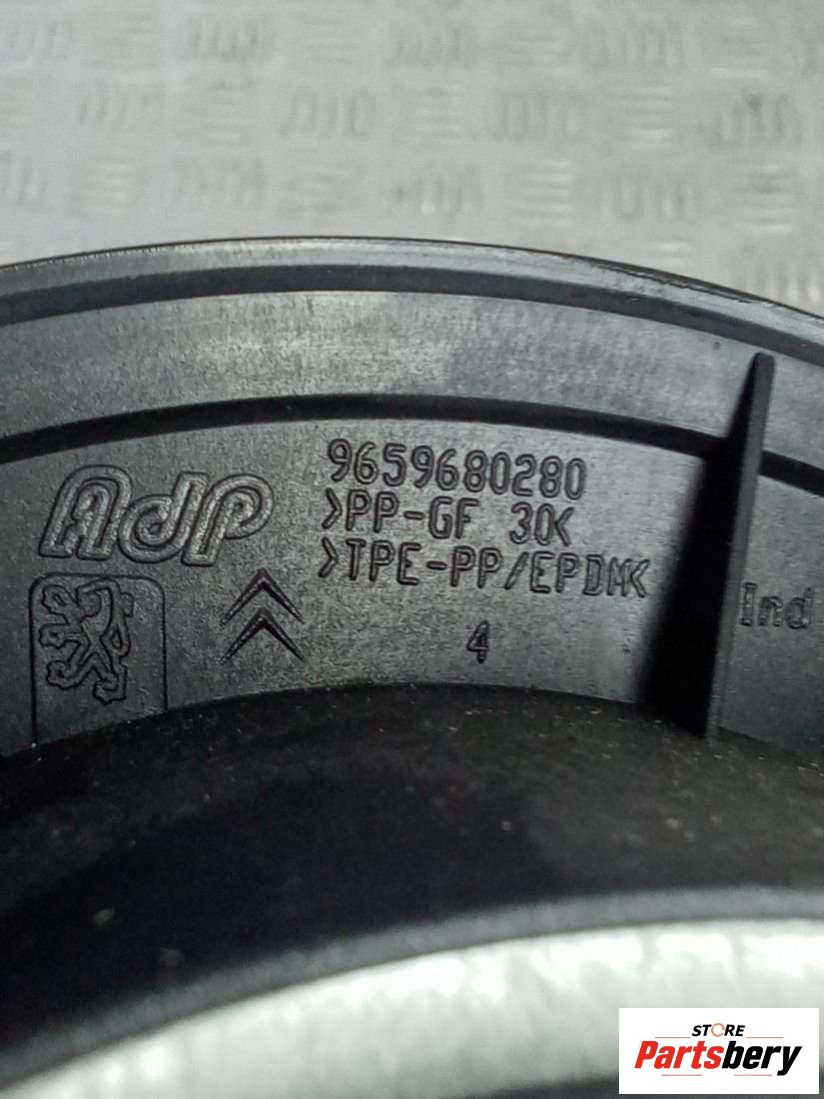 AdP
9659680280
>PP-GF 30<
>TPE-PP/EPDM<
4
Ind
STORE
Partsbery